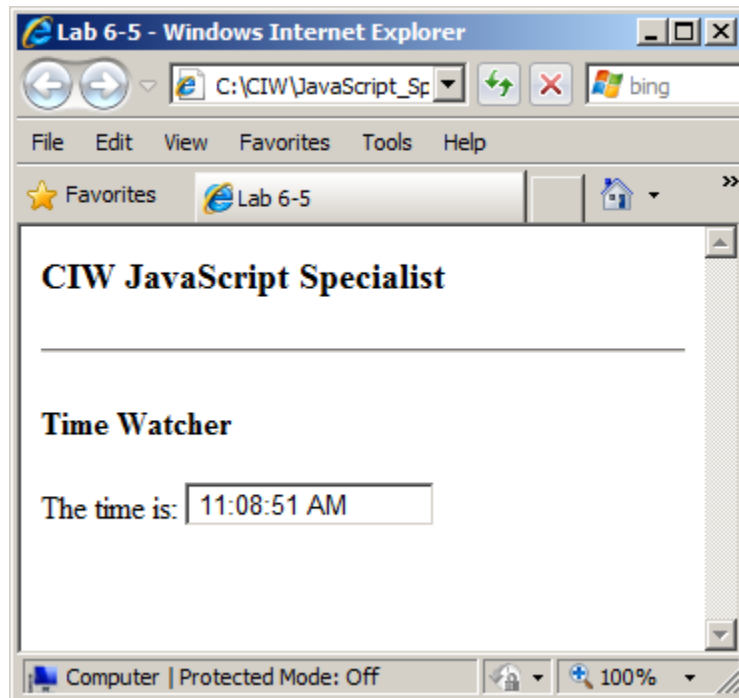 Lab 6-5 - Windows Internet Explorer
C:\CIW\JavaScript_Sp
bing
File Edit View Favorites Tools Help
Favorites Lab 6-5 »
CIW JavaScript Specialist
Time Watcher
The time is: 11:08:51 AM
Computer | Protected Mode: Off 100%